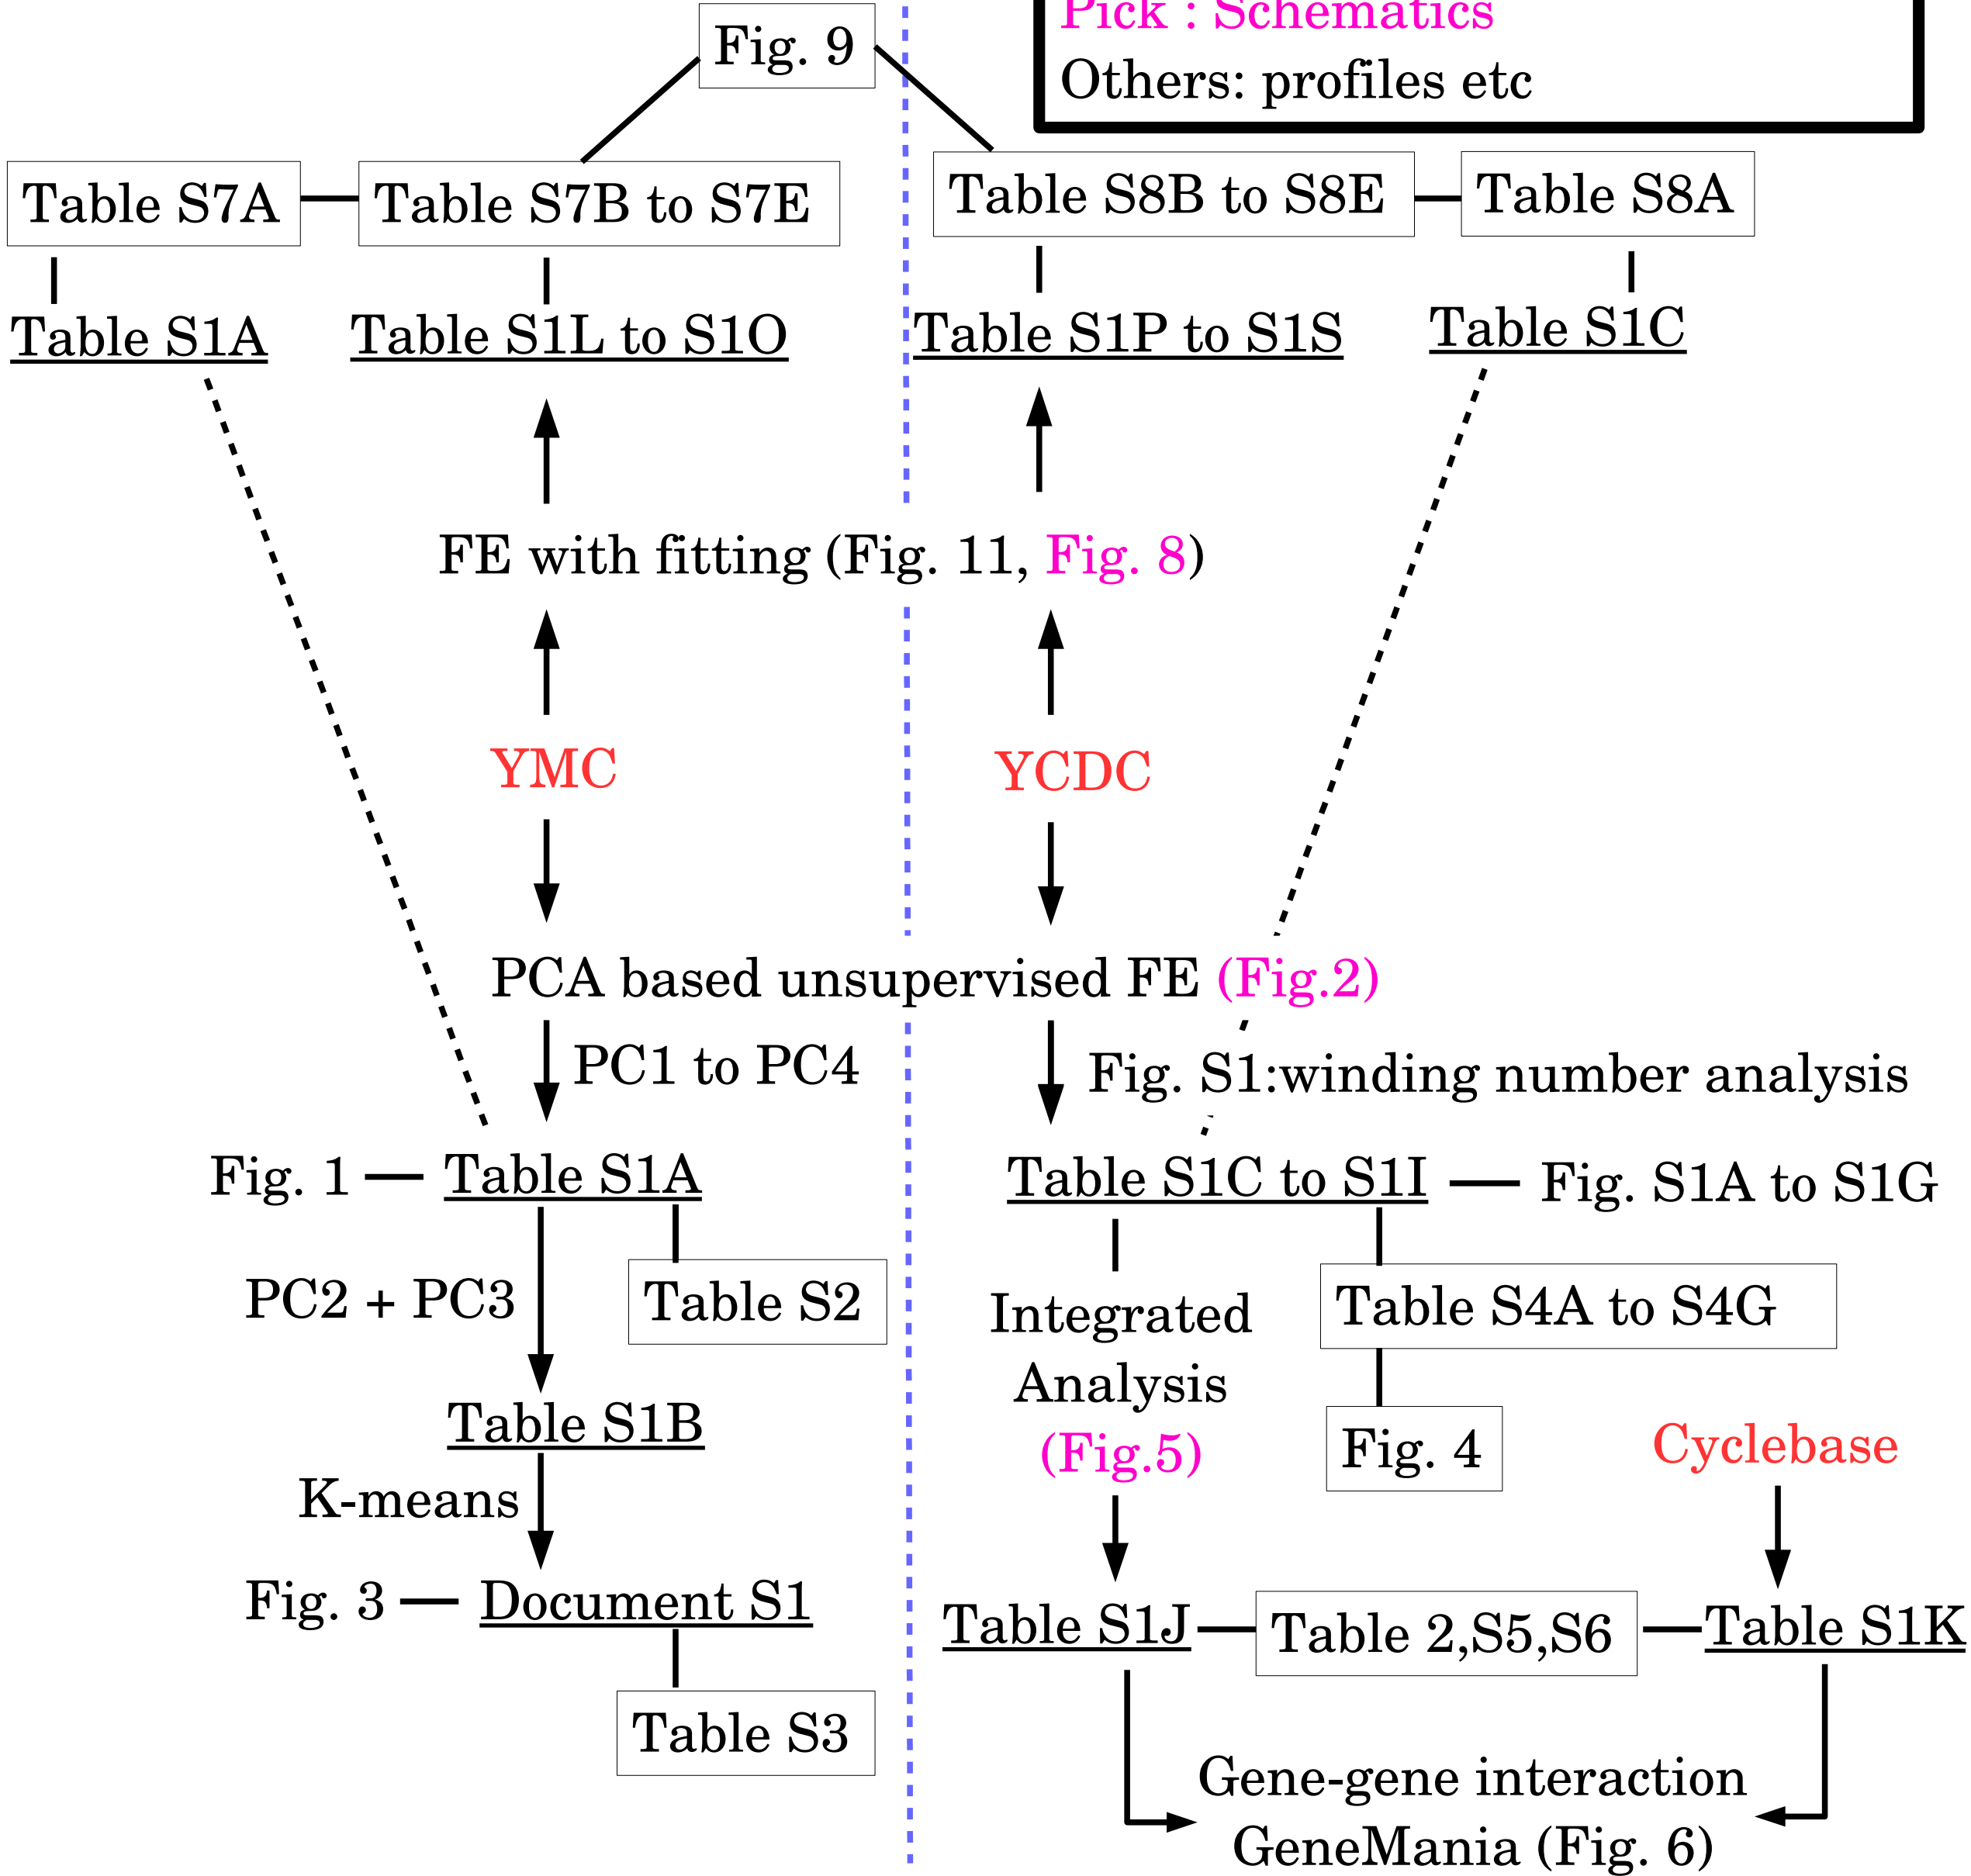 Pick : Schematics
Fig. 9
Others: profiles etc
Table S7A
Table S7B to S7E
Table S8B to S8E
Table S8A
Table S1A
Table S1L to S1O
Table S1P to S1S
Table S1C
FE with fitting (Fig. 11, Fig. 8)
YMC
YCDC
PCA based unsupervised FE (Fig.2)
PC1 to PC4
Fig. S1:winding number analysis
Fig. 1
Table S1A
Table S1C to S1I
Fig. S1A to S1G
PC2 + PC3
Table S2
Integrated
Analysis
(Fig.5)
Table S4A to S4G
Fig. 4
Cyclebase
Table S1B
K-means
Fig. 3
Document S1
Table S1J
Table 2,S5,S6
Table S1K
Table S3
Gene-gene interaction
GeneMania (Fig. 6)